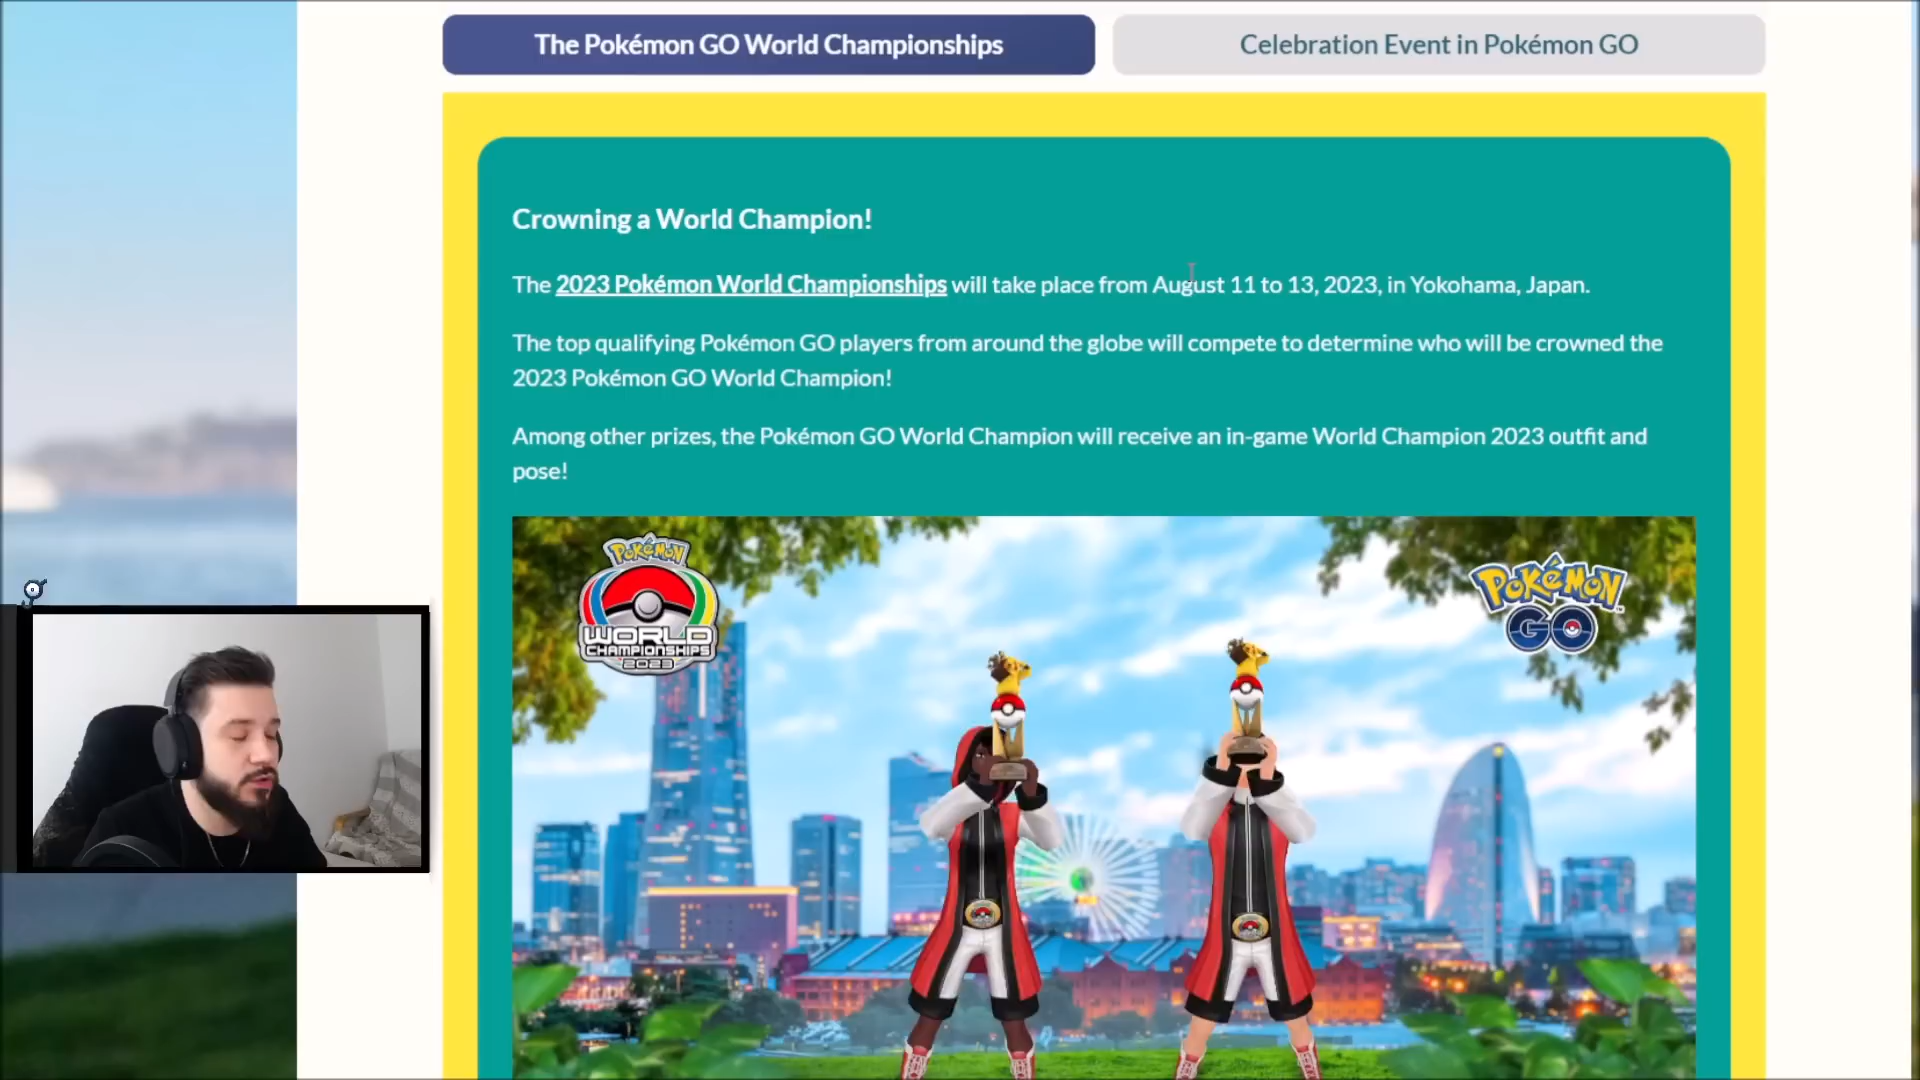 The Pokémon GO World Championships
Celebration Event in Pokémon GO
Crowning a World Champion!
The 2023 Pokémon World Championships will take place from August 11 to 13, 2023, in Yokohama, Japan.
The top qualifying Pokémon GO players from around the globe will compete to determine who will be crowned the
2023 Pokémon GO World Champion!
Among other prizes, the Pokémon GO World Champion will receive an in-game World Champion 2023 outfit and
pose!
POKÉMON
WORLD
CHAMPIONSHIPS
2023
POKÉMON
GO